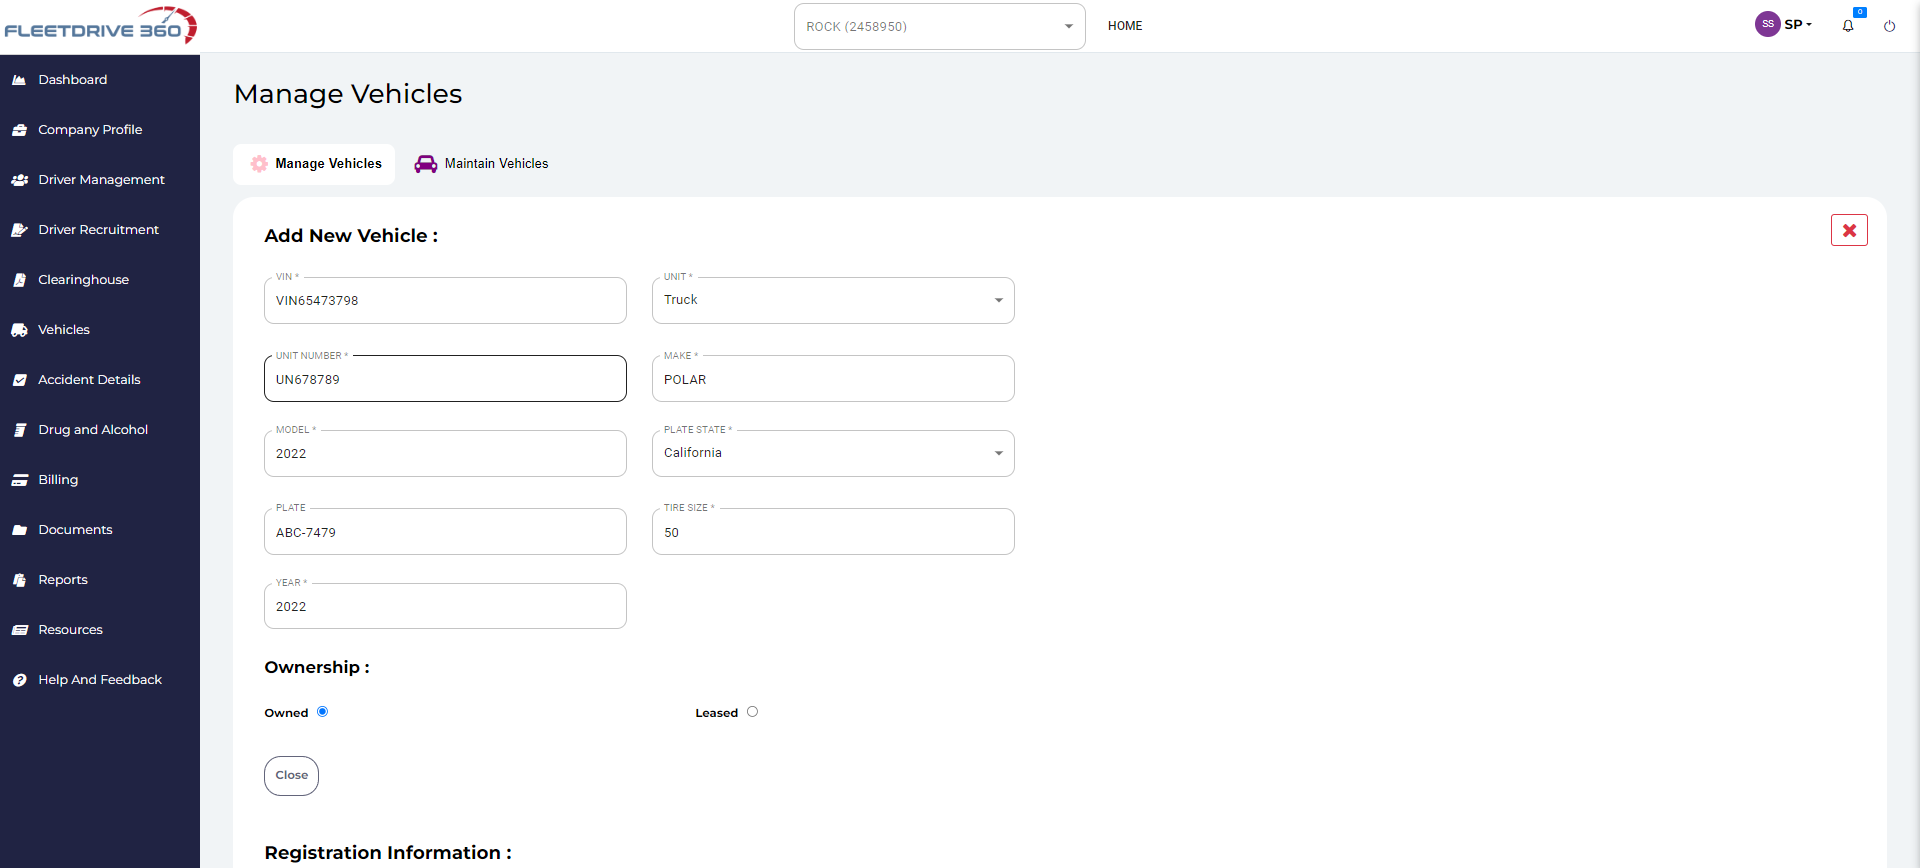 FLEETDRIVE 360
ROCK (2458950)
HOME
SS
SP
0
Dashboard
Company Profile
Driver Management
Driver Recruitment
Clearinghouse
Vehicles
Accident Details
Drug and Alcohol
Billing
Documents
Reports
Resources
Help And Feedback
Manage Vehicles
Manage Vehicles
Maintain Vehicles
Add New Vehicle :
VIN *
VIN65473798
UNIT *
Truck
UNIT NUMBER *
UN678789
MAKE *
POLAR
MODEL *
2022
PLATE STATE *
California
PLATE
ABC-7479
TIRE SIZE *
50
YEAR *
2022
Ownership :
Owned
Leased
Close
Registration Information :